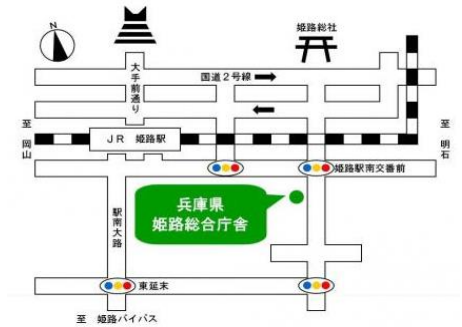 N
姫路総社
国道2号線
大手前通り
至 岡山
至 明石
JR 姫路駅
姫路駅南交番前
兵庫県
姫路総合庁舎
駅南大路
東延末
至 姫路バイパス